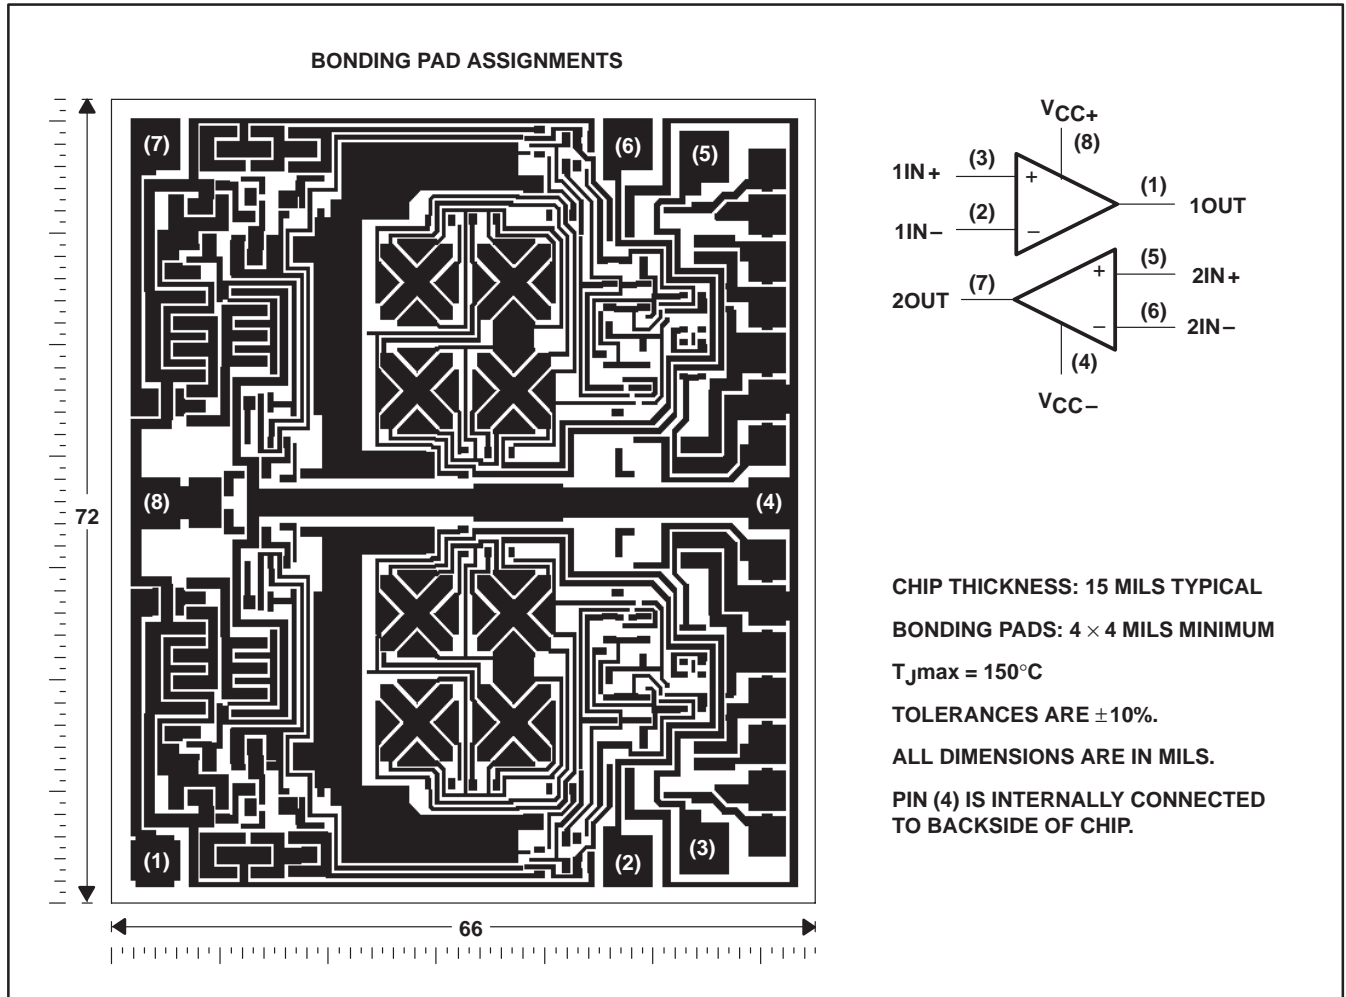 BONDING PAD ASSIGNMENTS
(7)
(6)
(5)
(8)
(4)
(1)
(2)
(3)
72
66
VCC+
(8)
1IN+
(3)
+
(1)
1OUT
1IN−
(2)
−
(5)
2IN+
+
2OUT
(7)
(6)
2IN−
−
(4)
VCC−
CHIP THICKNESS: 15 MILS TYPICAL
BONDING PADS: 4 × 4 MILS MINIMUM
TJmax = 150°C
TOLERANCES ARE ±10%.
ALL DIMENSIONS ARE IN MILS.
PIN (4) IS INTERNALLY CONNECTED
TO BACKSIDE OF CHIP.